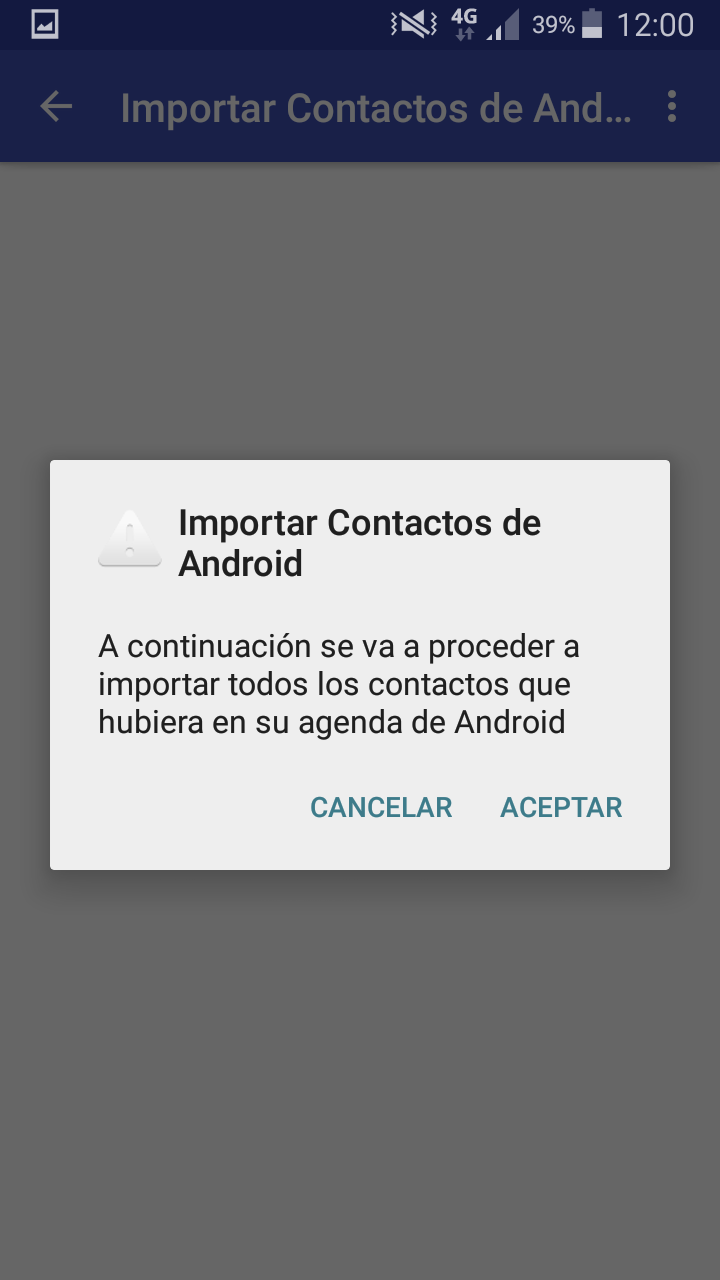 4G 39% 12:00
Importar Contactos de And...
Importar Contactos de
Android
A continuación se va a proceder a
importar todos los contactos que
hubiera en su agenda de Android
CANCELAR ACEPTAR